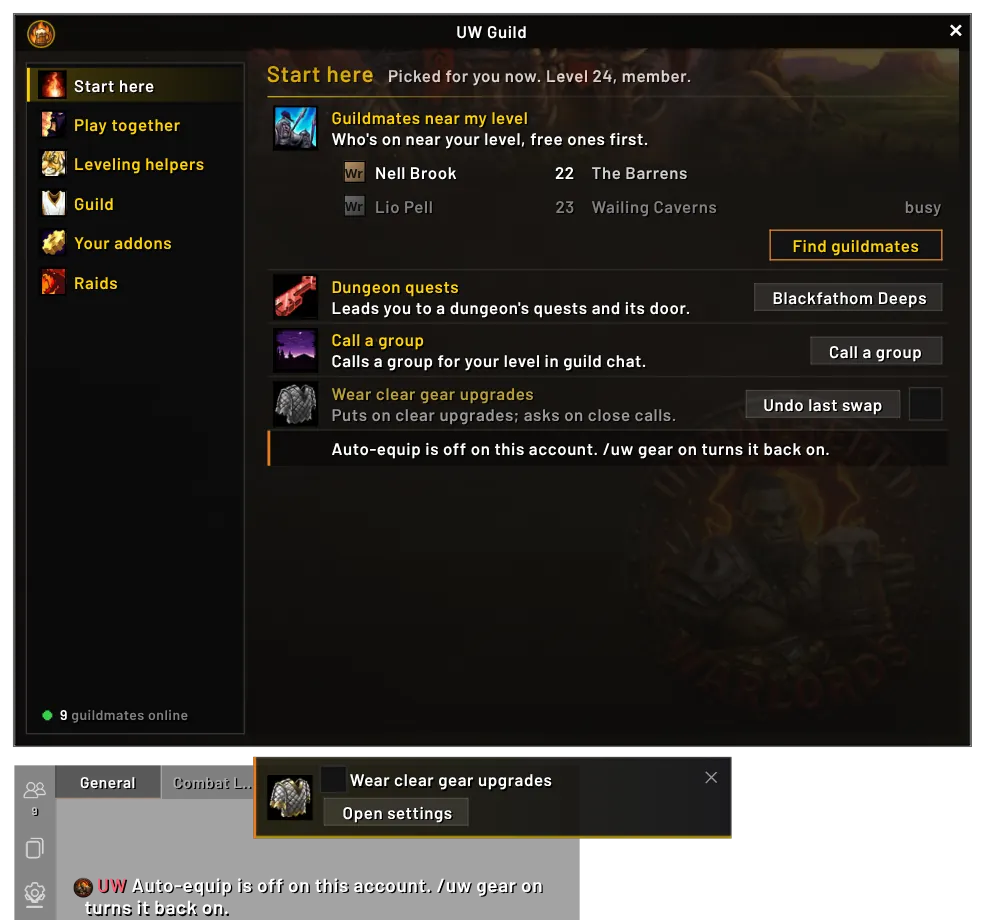 UW Guild
Start here
Play together
Leveling helpers
Guild
Your addons
Raids
9 guildmates online
Start here Picked for you now. Level 24, member.
Guildmates near my level
Who's on near your level, free ones first.
Wr Nell Brook 22 The Barrens
Wr Lio Pell 23 Wailing Caverns busy
Find guildmates
Dungeon quests
Leads you to a dungeon's quests and its door.
Blackfathom Deeps
Call a group
Calls a group for your level in guild chat.
Call a group
Wear clear gear upgrades
Puts on clear upgrades; asks on close calls.
Undo last swap
Auto-equip is off on this account. /uw gear on turns it back on.
9
General
Combat L...
Wear clear gear upgrades
Open settings
UW Auto-equip is off on this account. /uw gear on
turns it back on.